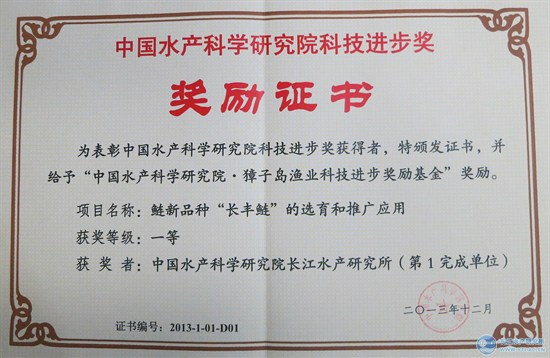 中国水产科学研究院科技进步奖
奖励证书
为表彰中国水产科学研究院科技进步奖获得者，特颁发证书，并
给予“中国水产科学研究院·獐子岛渔业科技进步奖励基金”奖励。
项目名称：鲢新品种“长丰鲢”的选育和推广应用
获奖等级：一等
获 奖 者：中国水产科学研究院长江水产研究所（第1完成单位）
二〇一三年十二月
证书编号：2013-1-01-D01